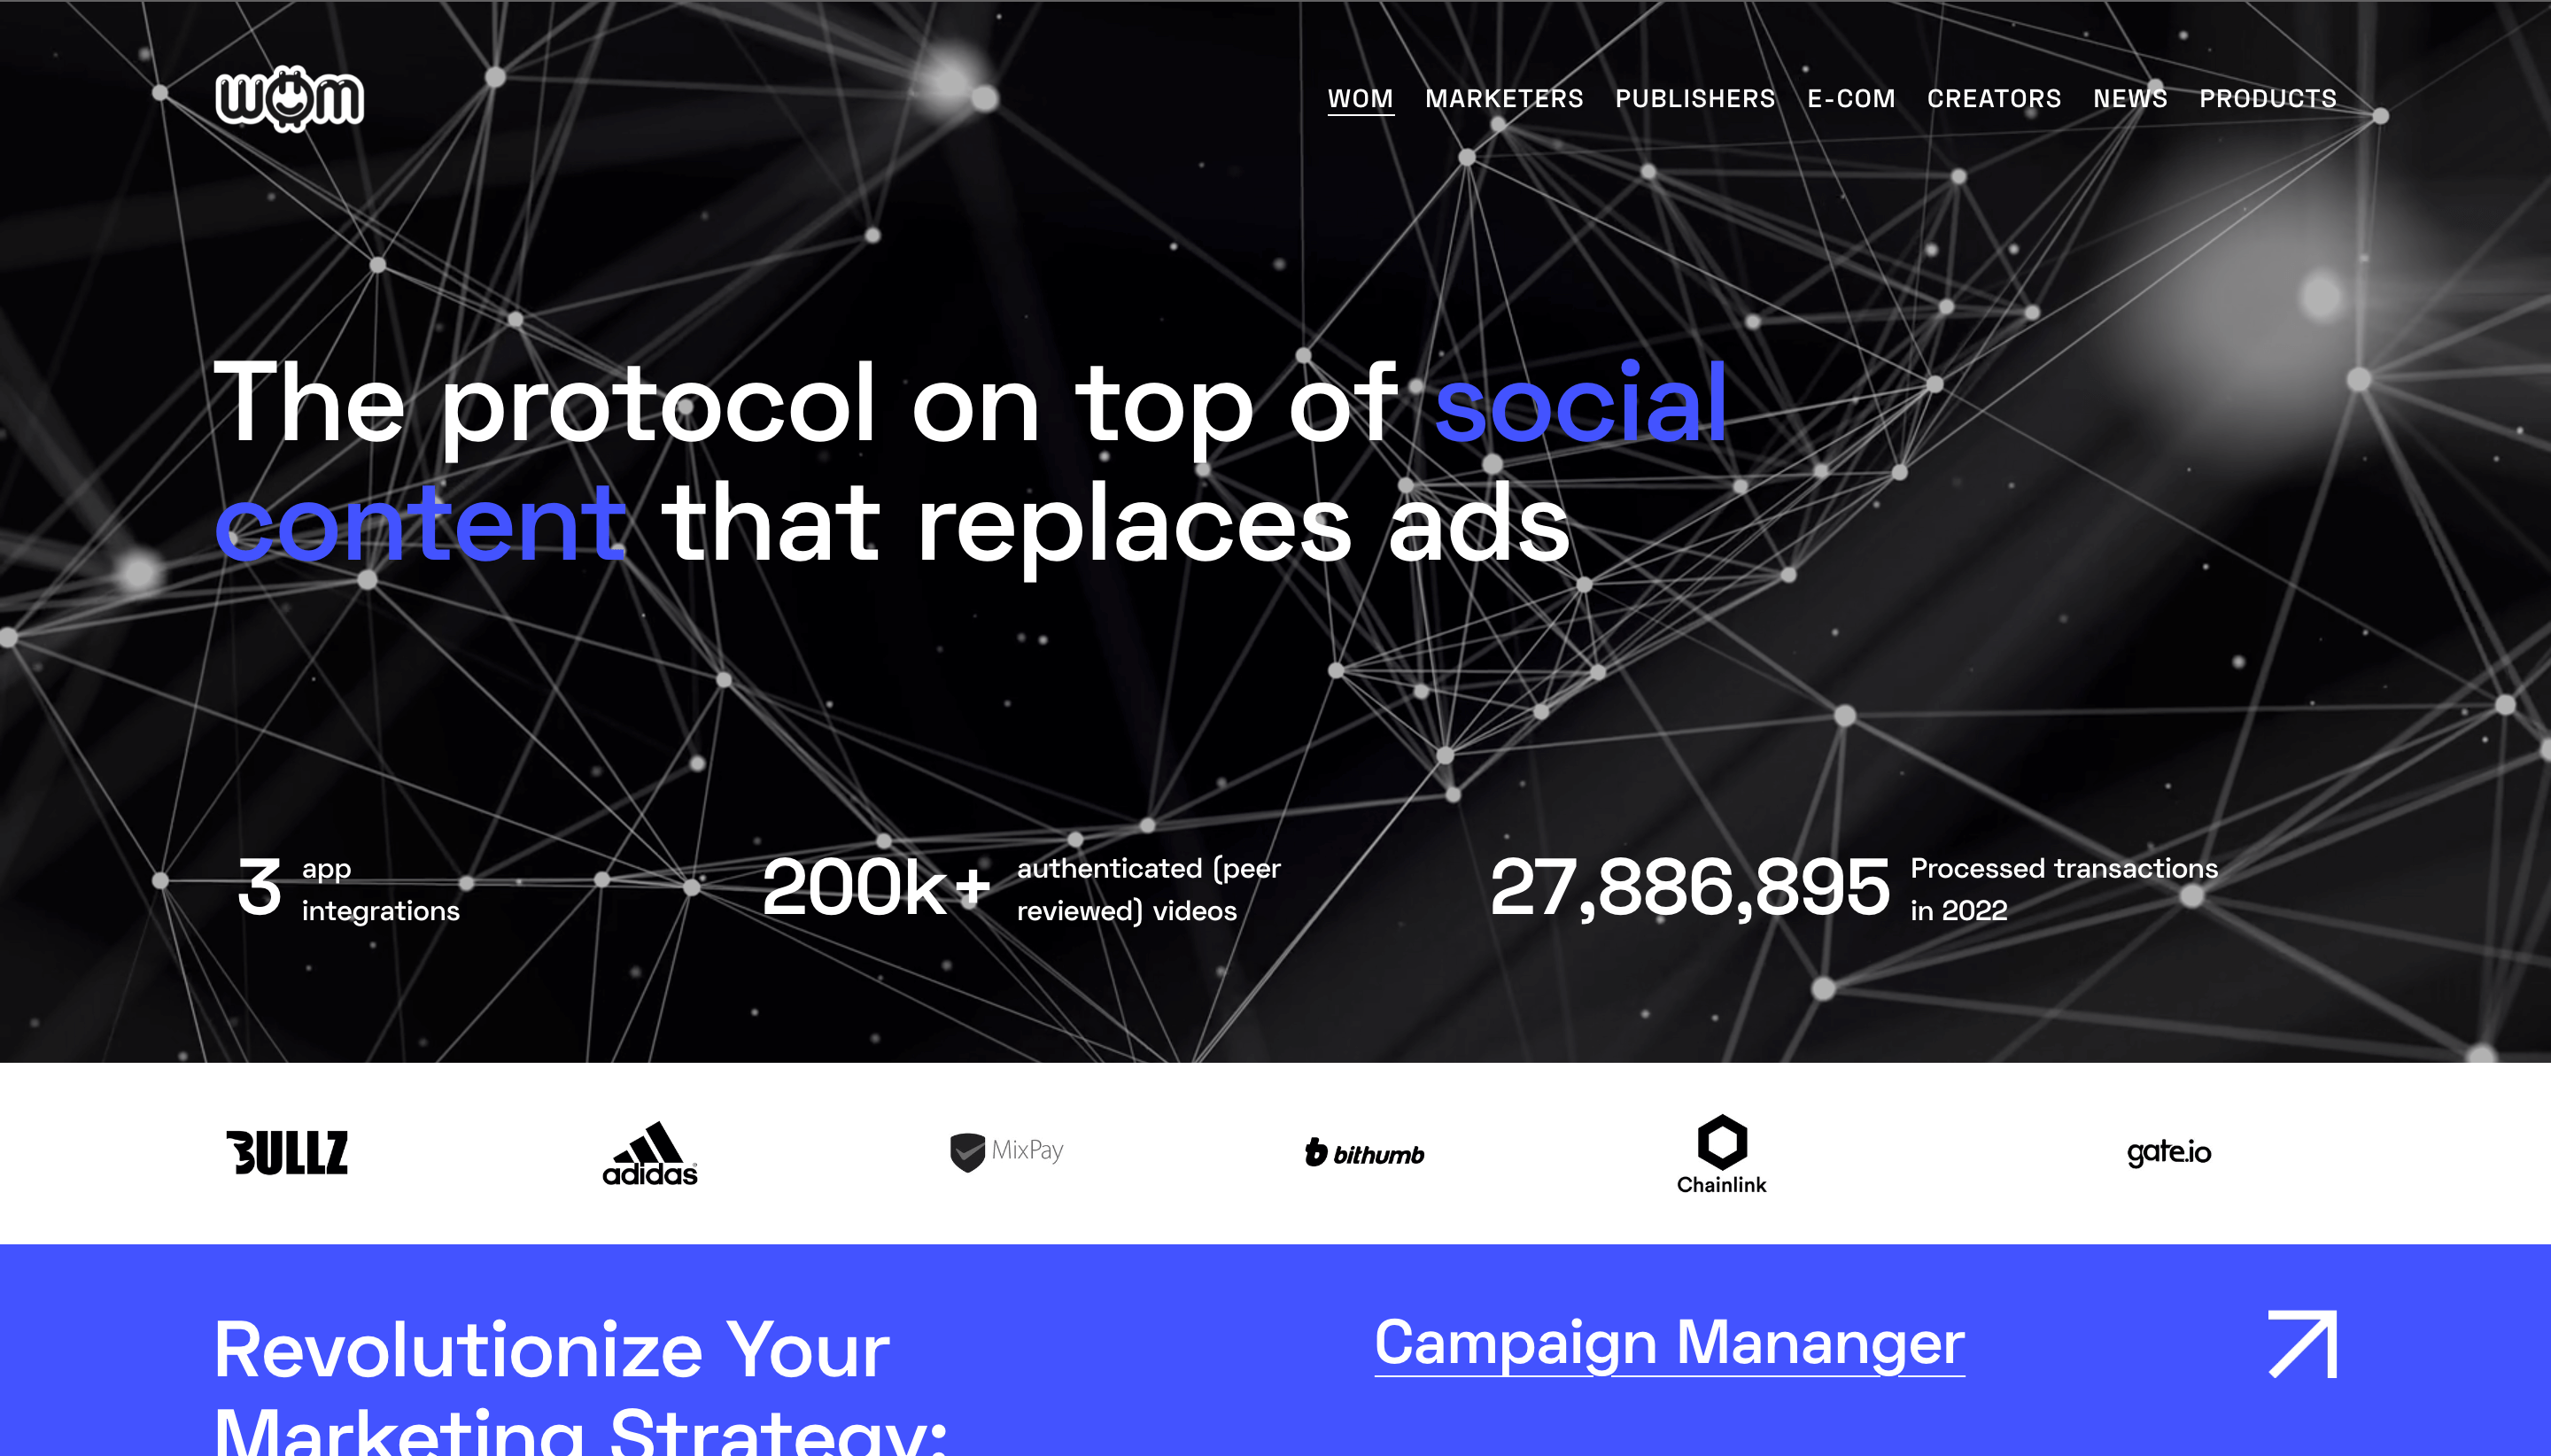 wom
WOM MARKETERS PUBLISHERS E-COM CREATORS NEWS PRODUCTS
The protocol on top of social
content that replaces ads
3 app
integrations
200k+ authenticated (peer
reviewed) videos
27,886,895 Processed transactions
in 2022
BULLZ
adidas
MixPay
bithumb
Chainlink
gate.io
Revolutionize Your
Marketing Strategy:
Campaign Mananger